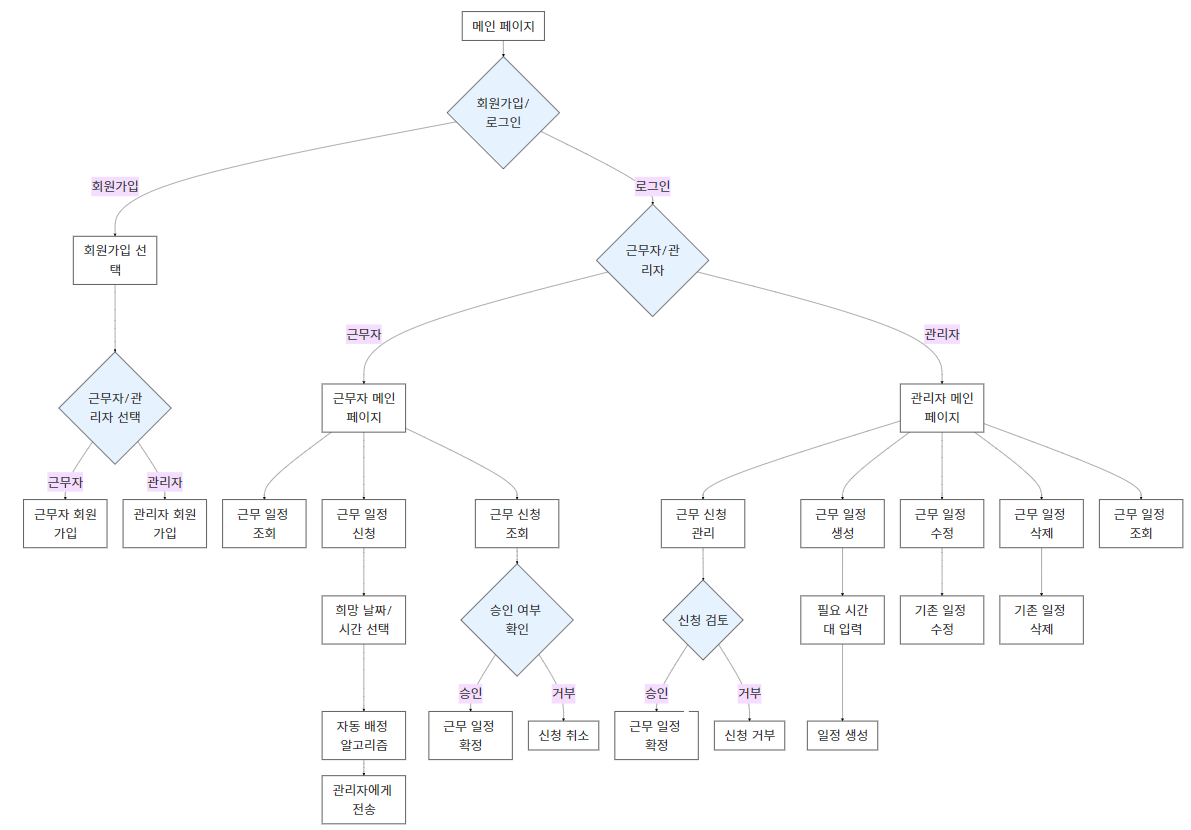 메인 페이지
회원가입/
로그인
회원가입
로그인
회원가입 선
택
근무자/관
리자
근무자
관리자
근무자/관
리자 선택
근무자 메인
페이지
관리자 메인
페이지
근무자
관리자
근무자 회원
가입
관리자 회원
가입
근무 일정
조회
근무 일정
신청
근무 신청
조회
근무 신청
관리
근무 일정
생성
근무 일정
수정
근무 일정
삭제
근무 일정
조회
희망 날짜/
시간 선택
승인 여부
확인
신청 검토
필요 시간
대 입력
기존 일정
수정
기존 일정
삭제
승인
거부
승인
거부
자동 배정
알고리즘
근무 일정
확정
신청 취소
근무 일정
확정
신청 거부
일정 생성
관리자에게
전송